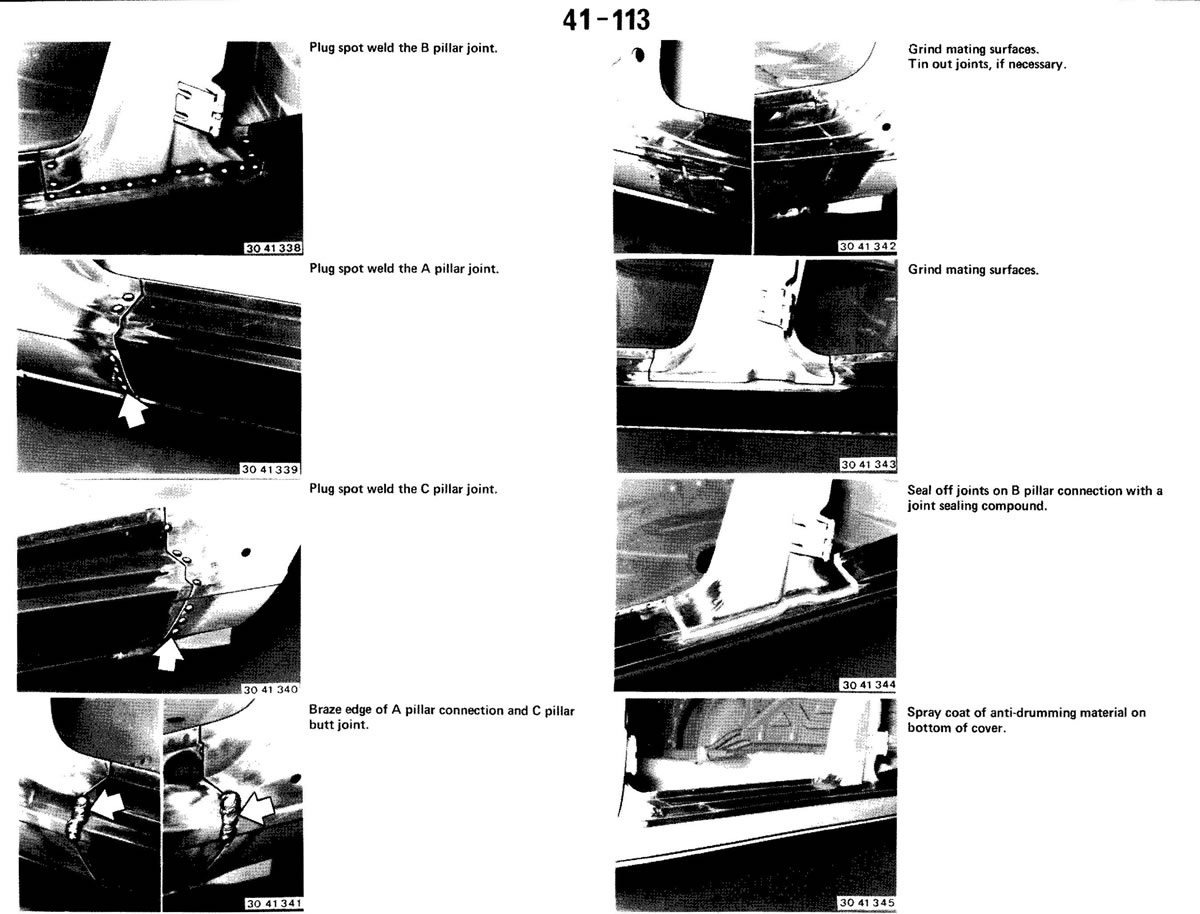 41-113
Plug spot weld the B pillar joint.
30 41 338
Plug spot weld the A pillar joint.
30 41 339
Plug spot weld the C pillar joint.
30 41 340
Braze edge of A pillar connection and C pillar
butt joint.
30 41 341
Grind mating surfaces.
Tin out joints, if necessary.
30 41 342
Grind mating surfaces.
30 41 343
Seal off joints on B pillar connection with a
joint sealing compound.
30 41 344
Spray coat of anti-drumming material on
bottom of cover.
30 41 345